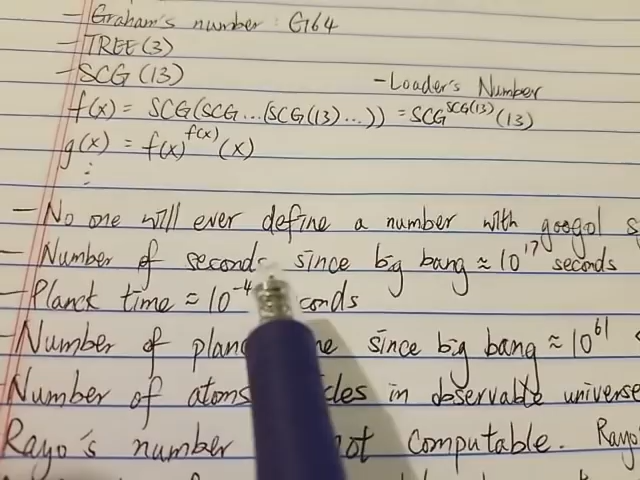 - Graham's number : G64
- TREE(3)
- SCG (13)
- Loader's Number
f(x) = SCG(SCG...(SCG(13)...)) = SCG^SCG(13) (13)
g(x) = f(x)^f(x) (x)
⋮
- No one will ever define a number with googol
- Number of seconds since big bang ≈ 10^17 seconds
- Planck time ≈ 10^-4 conds
- Number of planc e since big bang ≈ 10^61
- Number of atoms cles in observable universe
Rayo's number not computable. Rayo